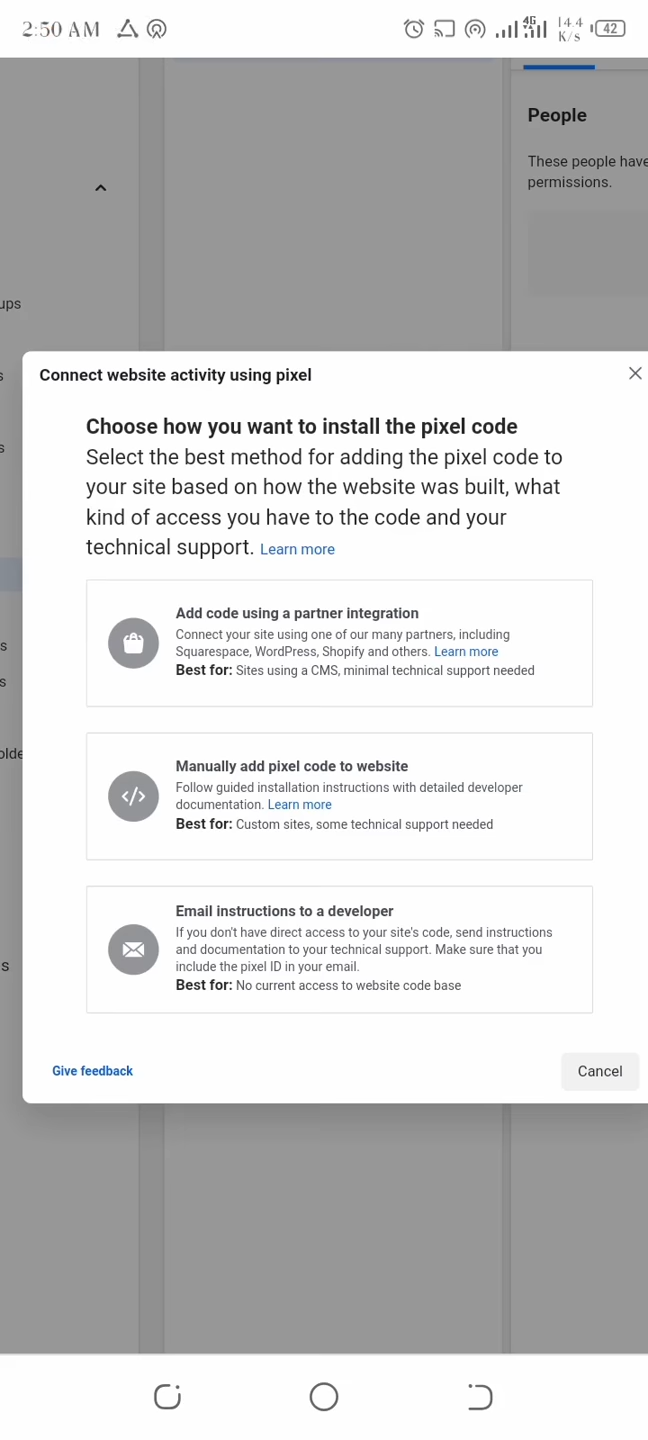 2:50 AM
4G
14.4
K/s
42
People
These people have
permissions.
ups
s
Connect website activity using pixel
Choose how you want to install the pixel code
Select the best method for adding the pixel code to
your site based on how the website was built, what
kind of access you have to the code and your
technical support. Learn more
s
Add code using a partner integration
Connect your site using one of our many partners, including
Squarespace, WordPress, Shopify and others. Learn more
Best for: Sites using a CMS, minimal technical support needed
s
s
olde
Manually add pixel code to website
Follow guided installation instructions with detailed developer
documentation. Learn more
Best for: Custom sites, some technical support needed
Email instructions to a developer
If you don't have direct access to your site's code, send instructions
and documentation to your technical support. Make sure that you
include the pixel ID in your email.
Best for: No current access to website code base
s
Give feedback
Cancel